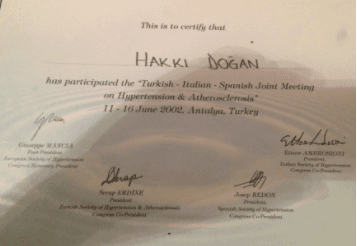 This is to certify that
HAKKI DOĞAN
has participated the "Turkish - Italian - Spanish Joint Meeting
on Hypertension & Atherosclerosis"
11 - 16 June 2002, Antalya, Turkey
Giuseppe MANCIA
Past-President
European Society of Hypertension
Congress Honorary President
Ettore AMBROSIONI
President
Italian Society of Hypertension
Congress Co-President
Serap ERDİNE
President
Turkish Society of Hypertension & Atherosclerosis
Congress Co-President
Josep REDON
President
Spanish Society of Hypertension
Congress Co-President